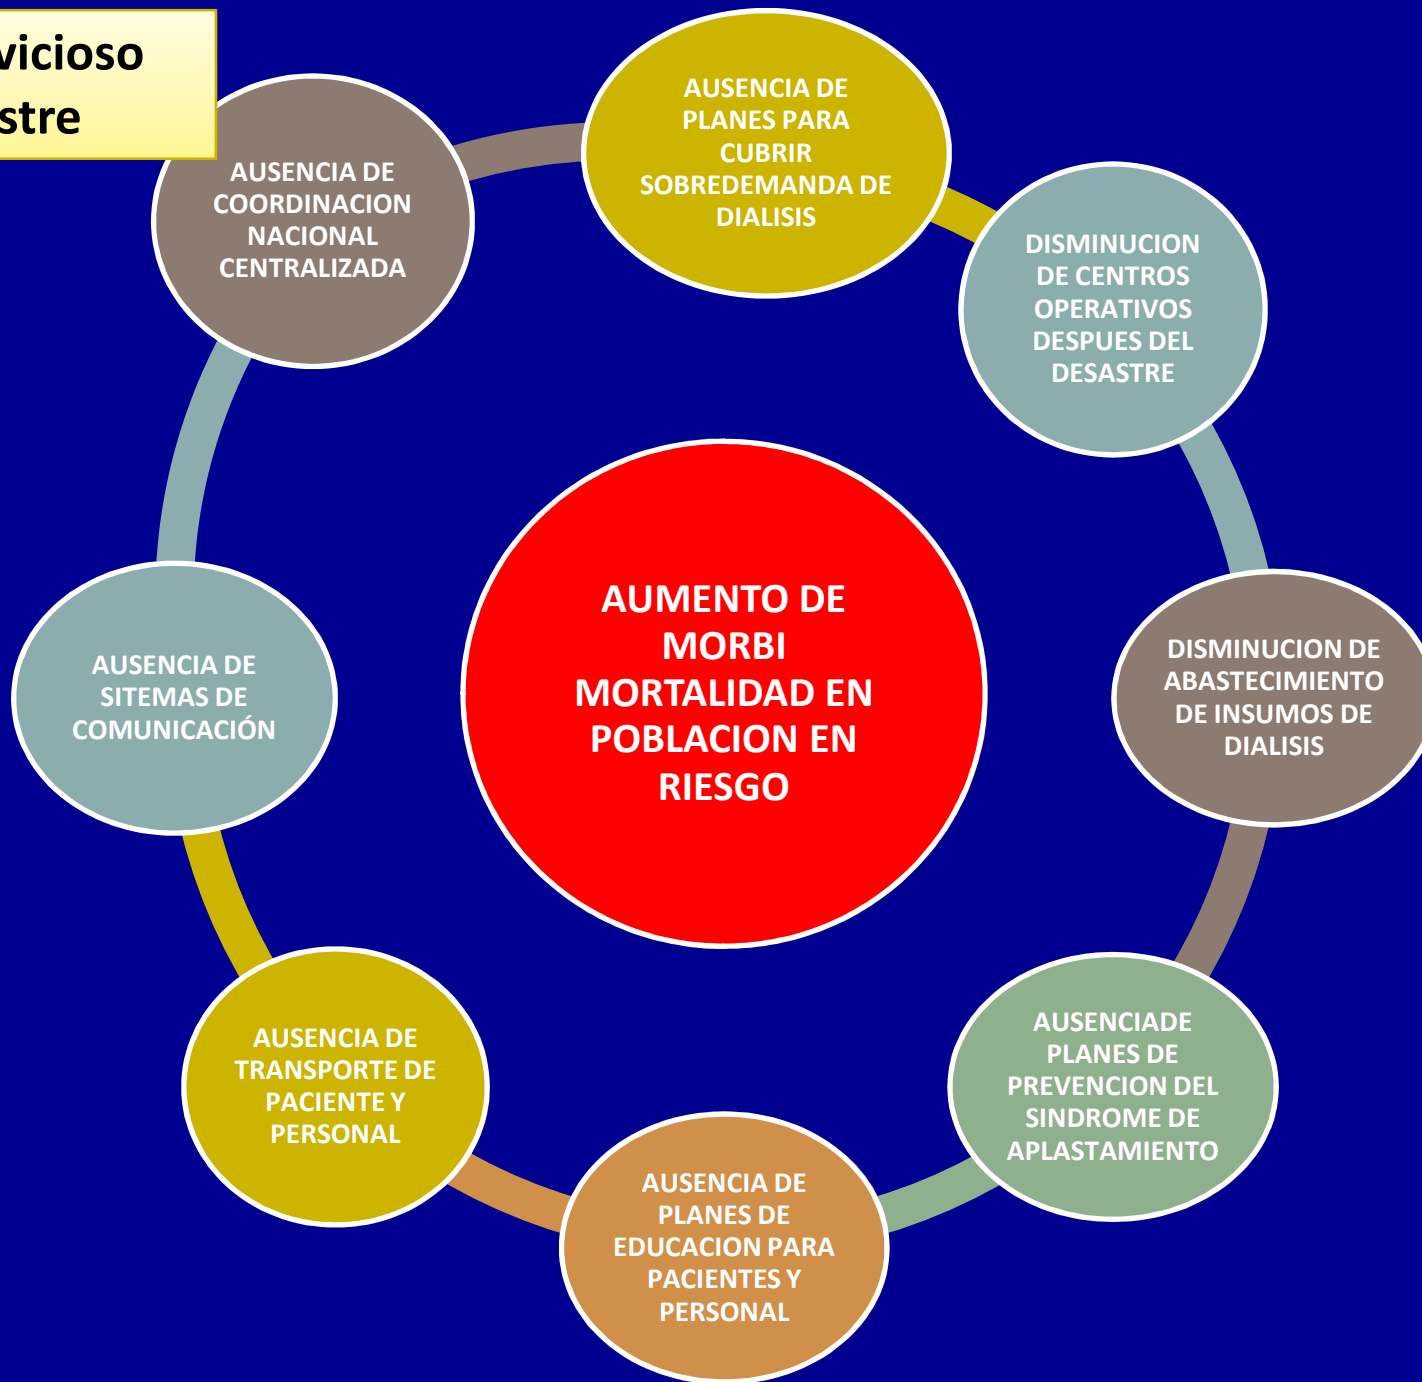 vicioso
stre
AUSENCIA DE
PLANES PARA
CUBRIR
SOBREDEMANDA DE
DIALISIS
DISMINUCION
DE CENTROS
OPERATIVOS
DESPUES DEL
DESASTRE
DISMINUCION DE
ABASTECIMIENTO
DE INSUMOS DE
DIALISIS
AUSENCIADE
PLANES DE
PREVENCION DEL
SINDROME DE
APLASTAMIENTO
AUSENCIA DE
PLANES DE
EDUCACION PARA
PACIENTES Y
PERSONAL
AUSENCIA DE
TRANSPORTE DE
PACIENTE Y
PERSONAL
AUSENCIA DE
SITEMAS DE
COMUNICACIÓN
AUSENCIA DE
COORDINACION
NACIONAL
CENTRALIZADA
AUMENTO DE
MORBI
MORTALIDAD EN
POBLACION EN
RIESGO